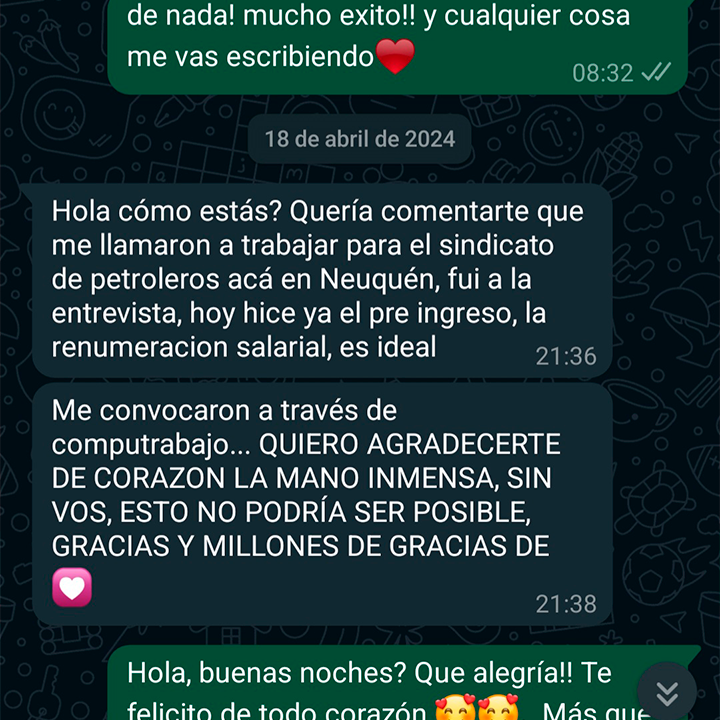 de nada! mucho exito!! y cualquier cosa
me vas escribiendo❤️
08:32
18 de abril de 2024
Hola cómo estás? Quería comentarte que
me llamaron a trabajar para el sindicato
de petroleros acá en Neuquén, fui a la
entrevista, hoy hice ya el pre ingreso, la
renumeracion salarial, es ideal
21:36
Me convocaron a través de
computrabajo... QUIERO AGRADECERTE
DE CORAZON LA MANO INMENSA, SIN
VOS, ESTO NO PODRÍA SER POSIBLE,
GRACIAS Y MILLONES DE GRACIAS DE
💟
21:38
Hola, buenas noches? Que alegría!! Te
felicito de todo corazón 🥰🥰 . Más que